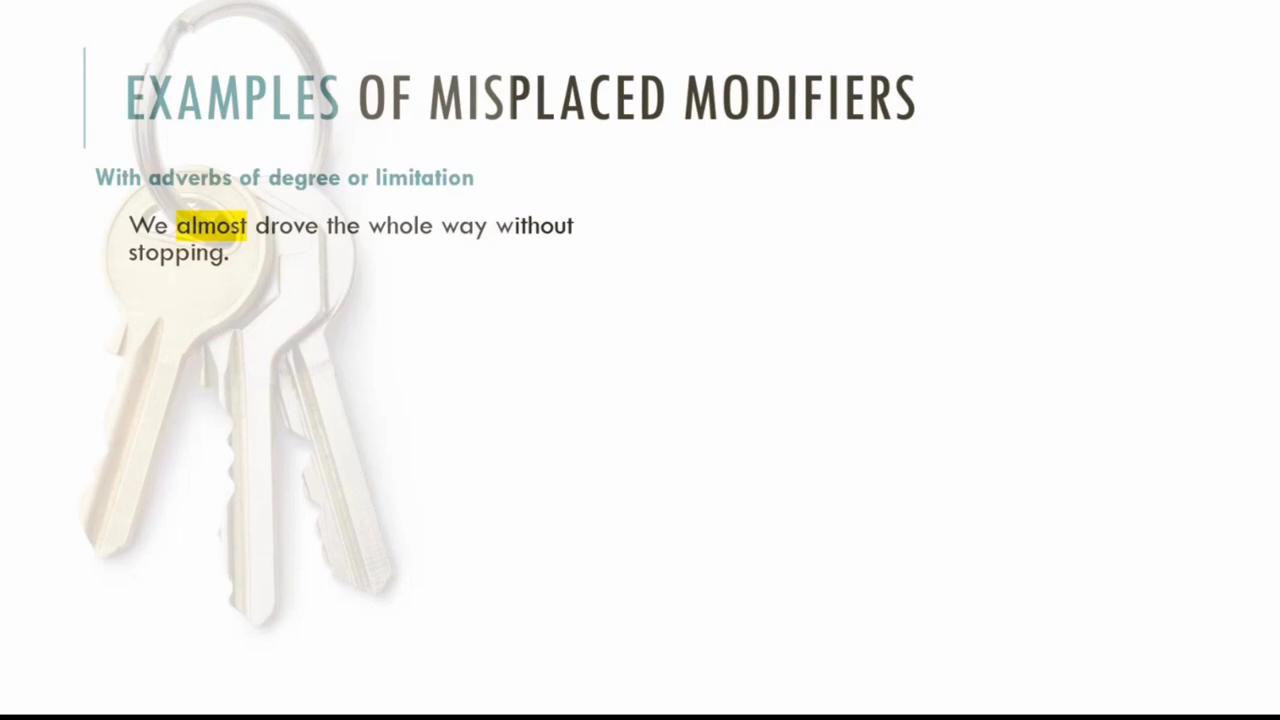 EXAMPLES OF MISPLACED MODIFIERS
With adverbs of degree or limitation
We almost drove the whole way without
stopping.